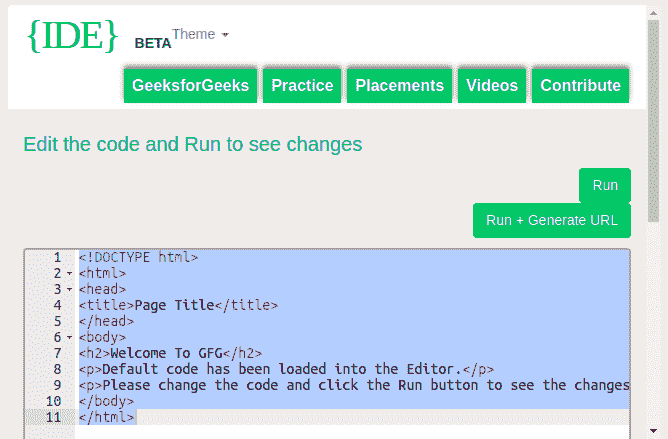 {IDE} BETA Theme
GeeksforGeeks Practice Placements Videos Contribute
Edit the code and Run to see changes
Run
Run + Generate URL
1 <!DOCTYPE html>
2 <html>
3 <head>
4 <title>Page Title</title>
5 </head>
6 <body>
7 <h2>Welcome To GFG</h2>
8 <p>Default code has been loaded into the Editor.</p>
9 <p>Please change the code and click the Run button to see the changes
10 </body>
11 </html>